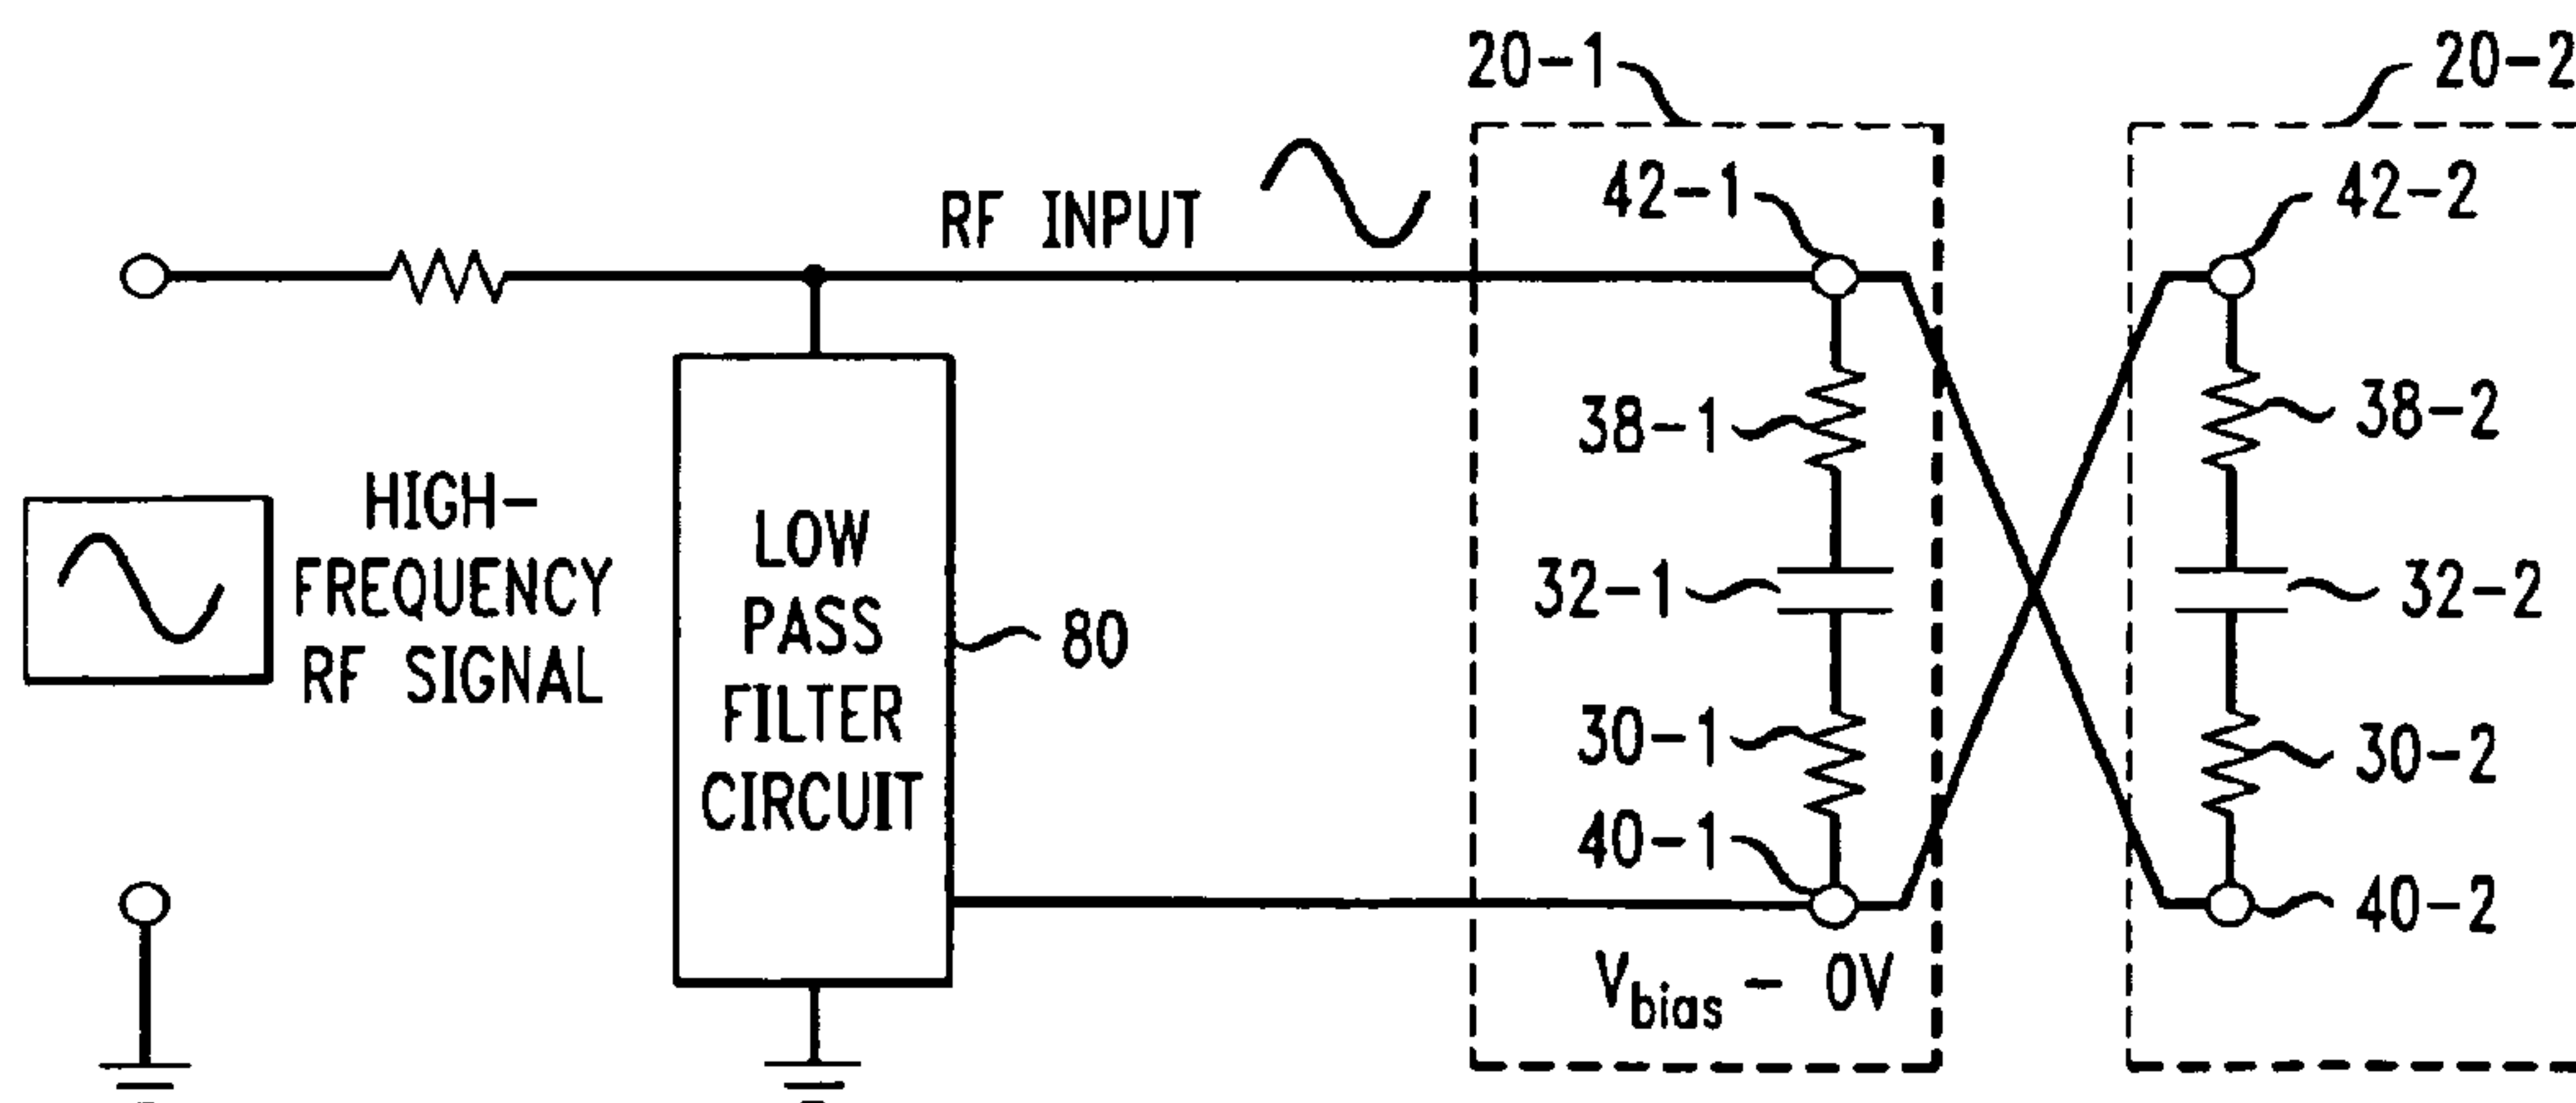 20-1
20-2
42-1
42-2
RF INPUT
38-1
38-2
HIGH-
FREQUENCY
RF SIGNAL
LOW
PASS
FILTER
CIRCUIT
80
32-1
32-2
30-1
30-2
40-1
40-2
Vbias - 0V